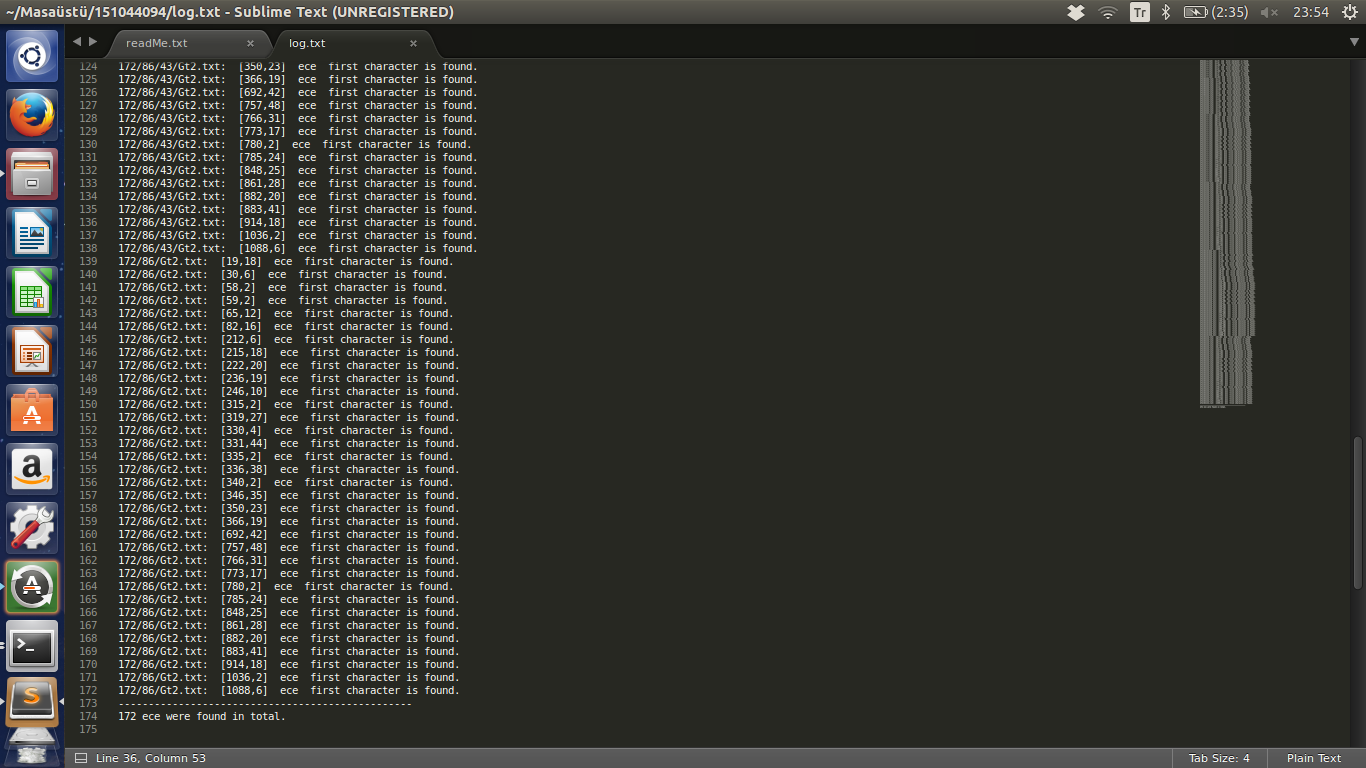 ~/Masaüstü/151044094/log.txt - Sublime Text (UNREGISTERED)
Tr
(2:35)
23:54
readMe.txt ×
log.txt ×
124 172/86/43/Gt2.txt: [350,23] ece first character is found.
125 172/86/43/Gt2.txt: [366,19] ece first character is found.
126 172/86/43/Gt2.txt: [692,42] ece first character is found.
127 172/86/43/Gt2.txt: [757,48] ece first character is found.
128 172/86/43/Gt2.txt: [766,31] ece first character is found.
129 172/86/43/Gt2.txt: [773,17] ece first character is found.
130 172/86/43/Gt2.txt: [780,2] ece first character is found.
131 172/86/43/Gt2.txt: [785,24] ece first character is found.
132 172/86/43/Gt2.txt: [848,25] ece first character is found.
133 172/86/43/Gt2.txt: [861,28] ece first character is found.
134 172/86/43/Gt2.txt: [882,20] ece first character is found.
135 172/86/43/Gt2.txt: [883,41] ece first character is found.
136 172/86/43/Gt2.txt: [914,18] ece first character is found.
137 172/86/43/Gt2.txt: [1036,2] ece first character is found.
138 172/86/43/Gt2.txt: [1088,6] ece first character is found.
139 172/86/Gt2.txt: [19,18] ece first character is found.
140 172/86/Gt2.txt: [30,6] ece first character is found.
141 172/86/Gt2.txt: [58,2] ece first character is found.
142 172/86/Gt2.txt: [59,2] ece first character is found.
143 172/86/Gt2.txt: [65,12] ece first character is found.
144 172/86/Gt2.txt: [82,16] ece first character is found.
145 172/86/Gt2.txt: [212,6] ece first character is found.
146 172/86/Gt2.txt: [215,18] ece first character is found.
147 172/86/Gt2.txt: [222,20] ece first character is found.
148 172/86/Gt2.txt: [236,19] ece first character is found.
149 172/86/Gt2.txt: [246,10] ece first character is found.
150 172/86/Gt2.txt: [315,2] ece first character is found.
151 172/86/Gt2.txt: [319,27] ece first character is found.
152 172/86/Gt2.txt: [330,4] ece first character is found.
153 172/86/Gt2.txt: [331,44] ece first character is found.
154 172/86/Gt2.txt: [335,2] ece first character is found.
155 172/86/Gt2.txt: [336,38] ece first character is found.
156 172/86/Gt2.txt: [340,2] ece first character is found.
157 172/86/Gt2.txt: [346,35] ece first character is found.
158 172/86/Gt2.txt: [350,23] ece first character is found.
159 172/86/Gt2.txt: [366,19] ece first character is found.
160 172/86/Gt2.txt: [692,42] ece first character is found.
161 172/86/Gt2.txt: [757,48] ece first character is found.
162 172/86/Gt2.txt: [766,31] ece first character is found.
163 172/86/Gt2.txt: [773,17] ece first character is found.
164 172/86/Gt2.txt: [780,2] ece first character is found.
165 172/86/Gt2.txt: [785,24] ece first character is found.
166 172/86/Gt2.txt: [848,25] ece first character is found.
167 172/86/Gt2.txt: [861,28] ece first character is found.
168 172/86/Gt2.txt: [882,20] ece first character is found.
169 172/86/Gt2.txt: [883,41] ece first character is found.
170 172/86/Gt2.txt: [914,18] ece first character is found.
171 172/86/Gt2.txt: [1036,2] ece first character is found.
172 172/86/Gt2.txt: [1088,6] ece first character is found.
173 -------------------------------------------------
174 172 ece were found in total.
175
Line 36, Column 53
Tab Size: 4
Plain Text